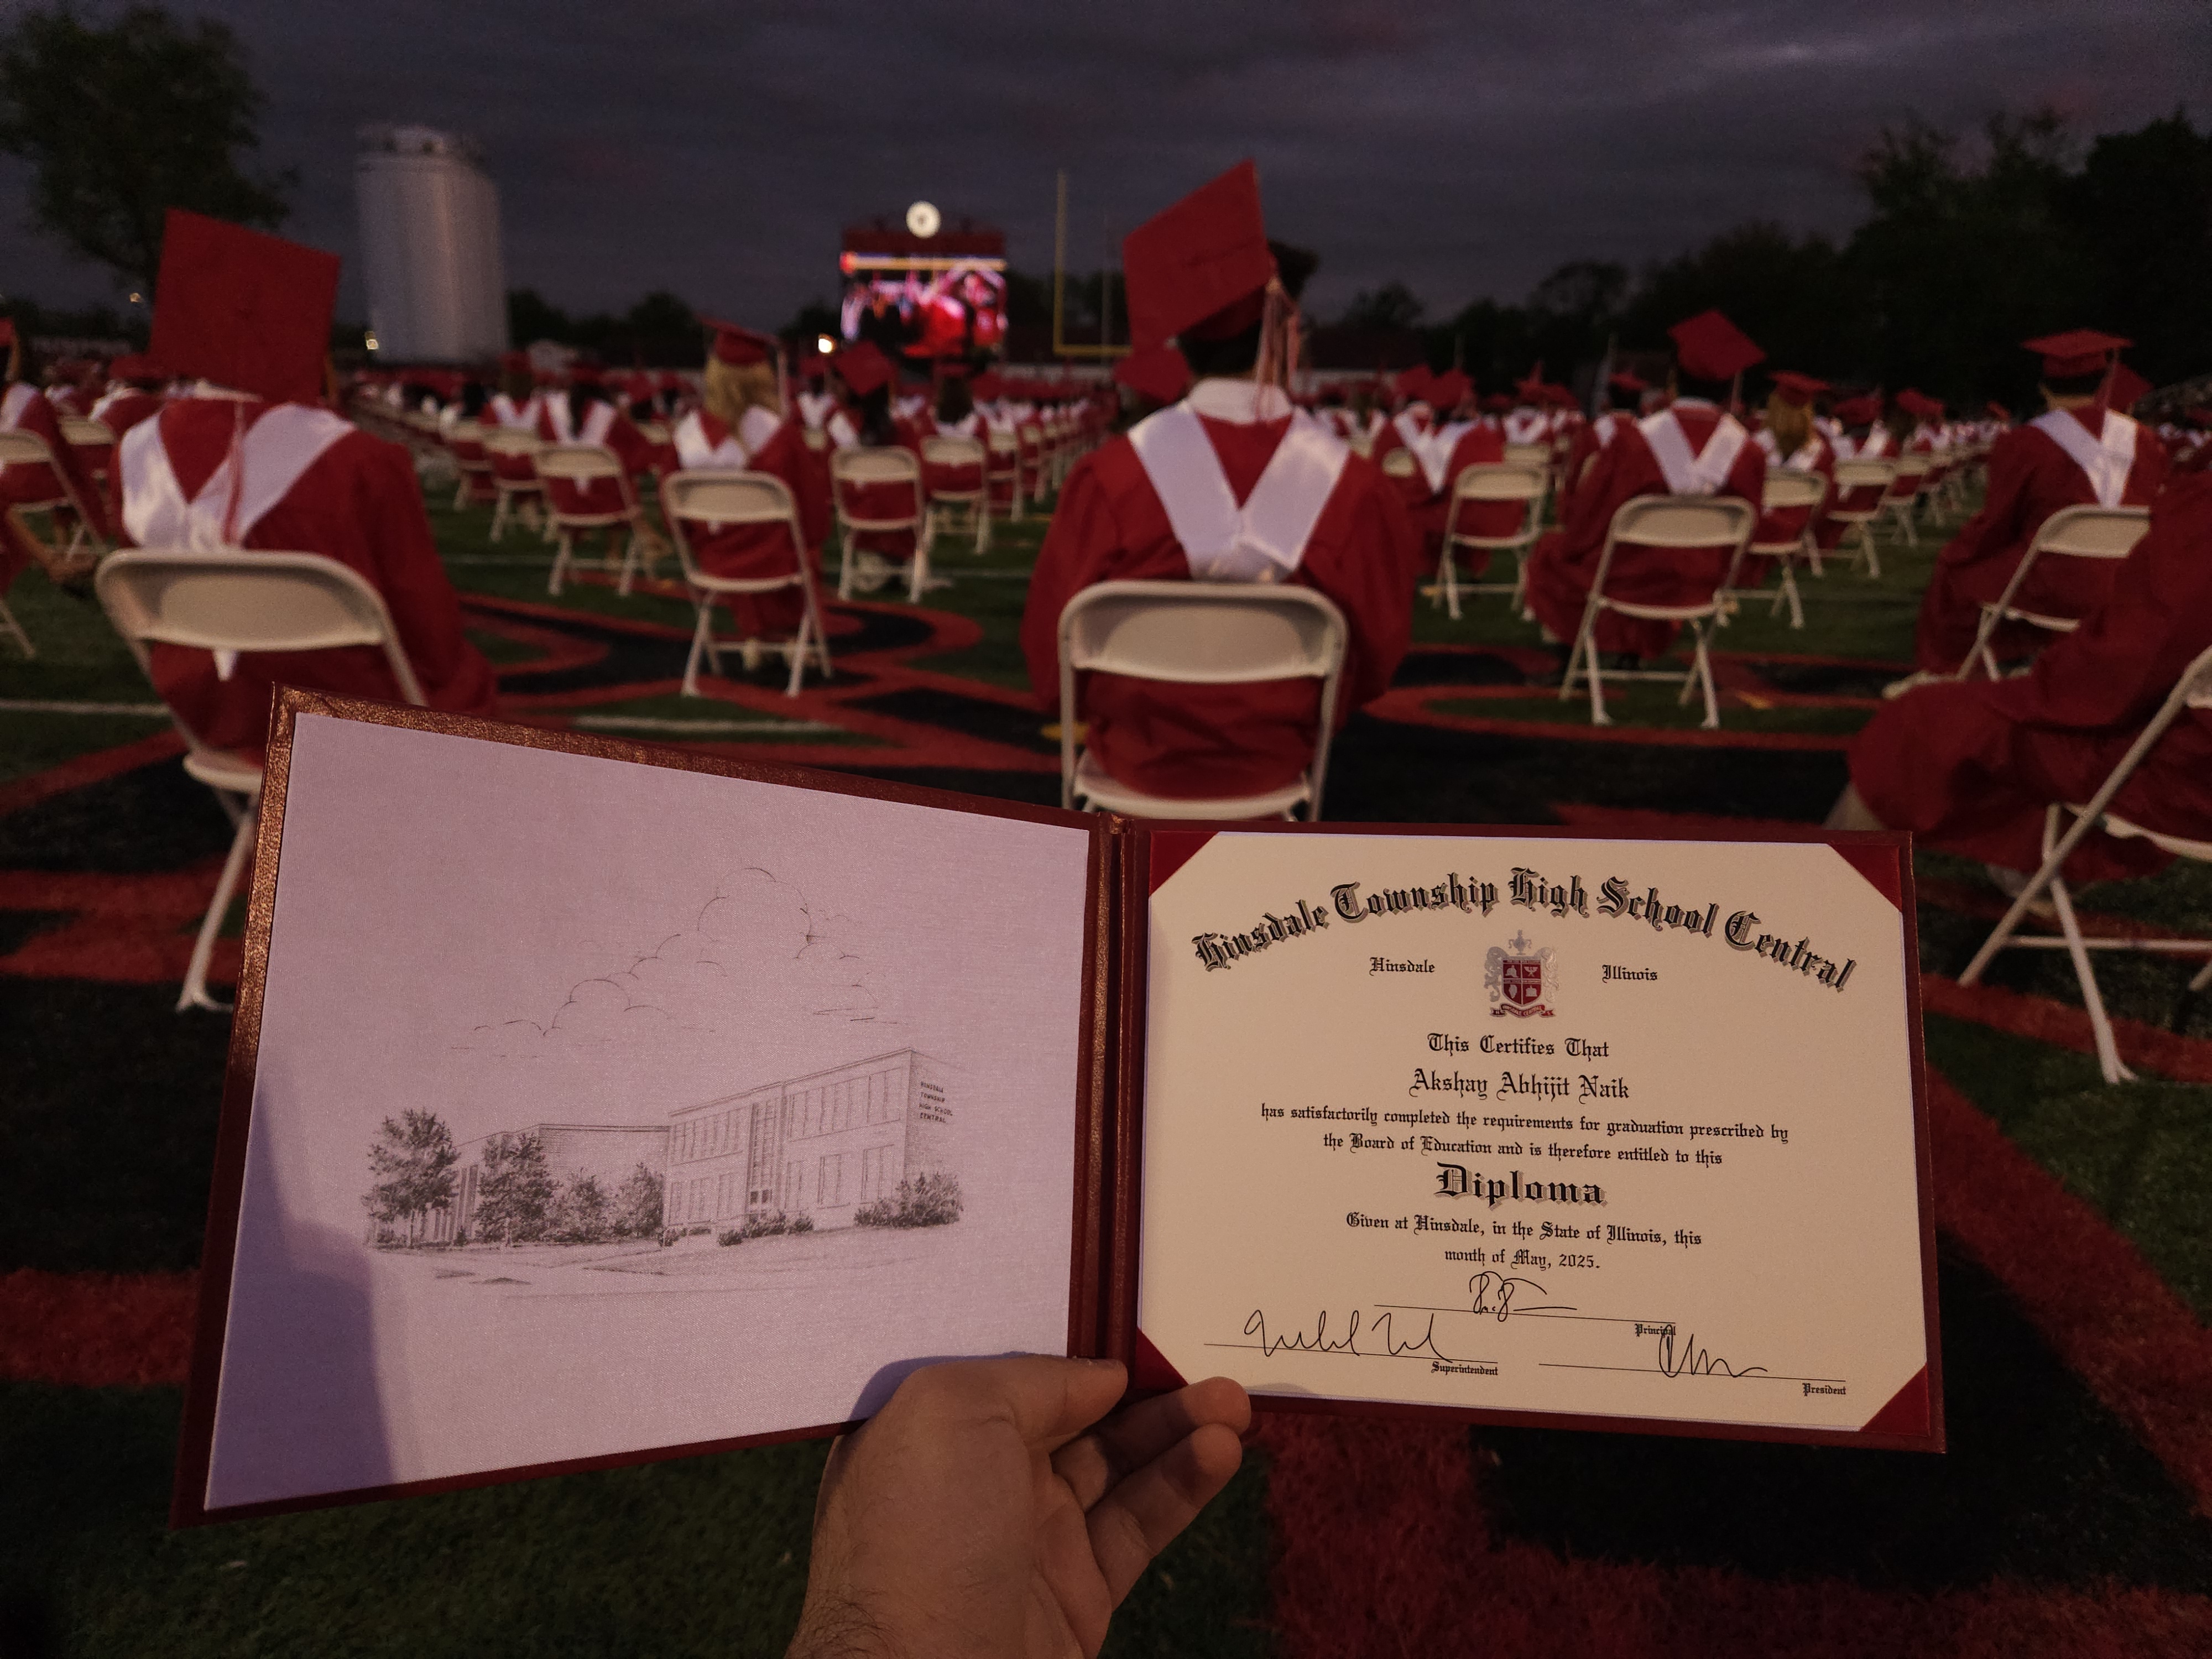 HINSDALE
TOWNSHIP
HIGH SCHOOL
CENTRAL
Hinsdale Township High School Central
Hinsdale Illinois
This Certifies That
Akshay Abhijit Naik
has satisfactorily completed the requirements for graduation prescribed by
the Board of Education and is therefore entitled to this
Diploma
Given at Hinsdale, in the State of Illinois, this
month of May, 2025.
Principal
Superintendent
President